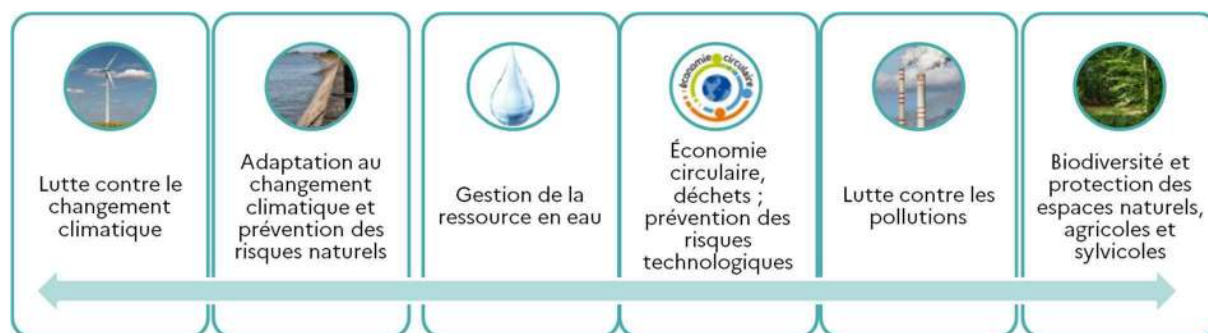 Lutte contre le
changement
climatique
Adaptation au
changement
climatique et
prévention des
risques naturels
Gestion de la
ressource en eau
économie circulaire
Économie
circulaire,
déchets ;
prévention des
risques
technologiques
Lutte contre les
pollutions
Biodiversité et
protection des
espaces naturels,
agricoles et
sylvicoles